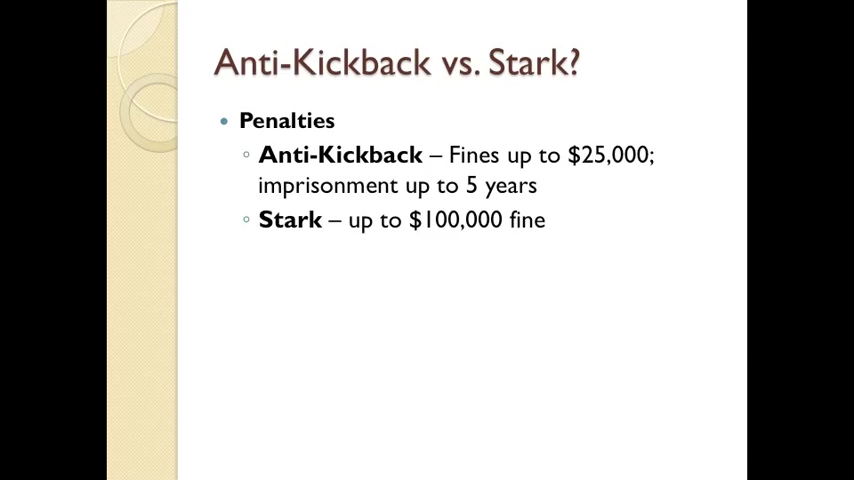 Anti-Kickback vs. Stark?
• Penalties
◦ Anti-Kickback – Fines up to $25,000;
imprisonment up to 5 years
◦ Stark – up to $100,000 fine